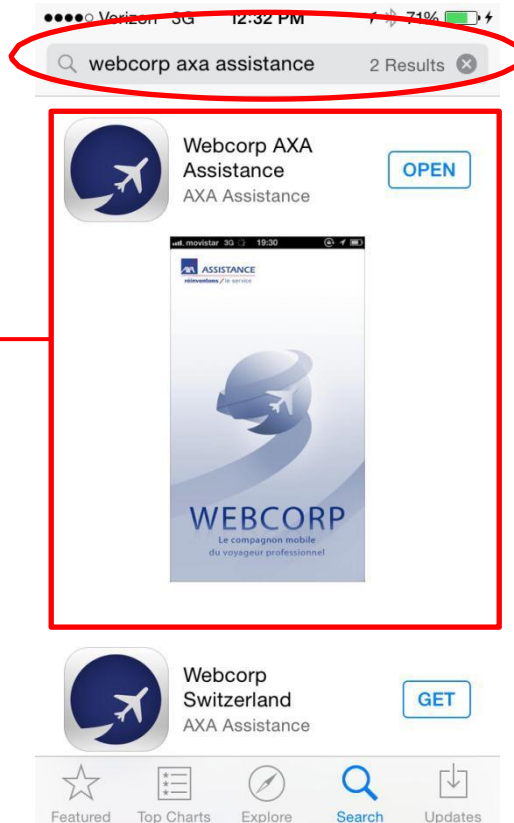 Verizon 3G 12:32 PM 71%
webcorp axa assistance 2 Results
Webcorp AXA
Assistance
AXA Assistance
OPEN
movistar 3G 19:30
AXA ASSISTANCE
réinventons / le service
WEBCORP
Le compagnon mobile
du voyageur professionnel
Webcorp
Switzerland
AXA Assistance
GET
Featured Top Charts Explore Search Updates